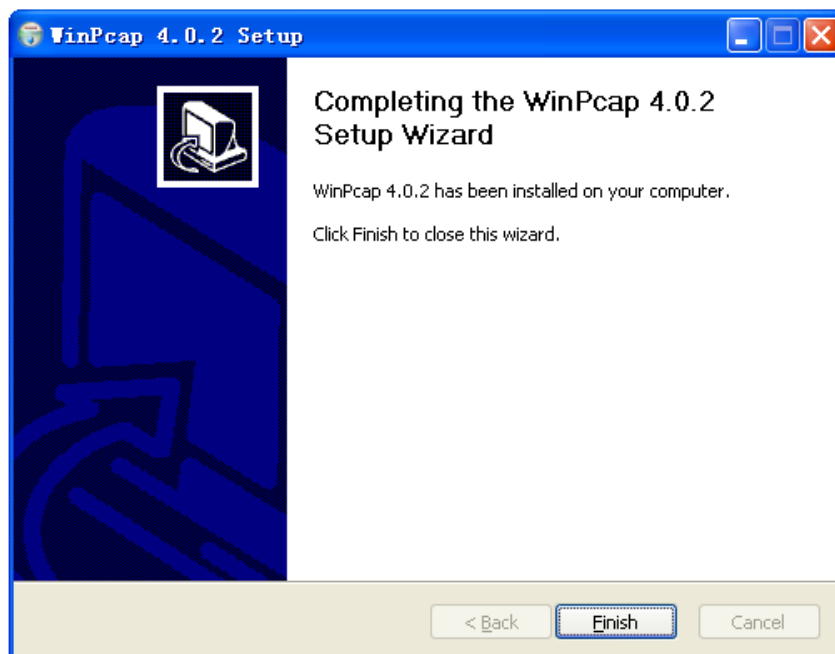 WinPcap 4.0.2 Setup
Completing the WinPcap 4.0.2
Setup Wizard
WinPcap 4.0.2 has been installed on your computer.
Click Finish to close this wizard.
< Back
Finish
Cancel